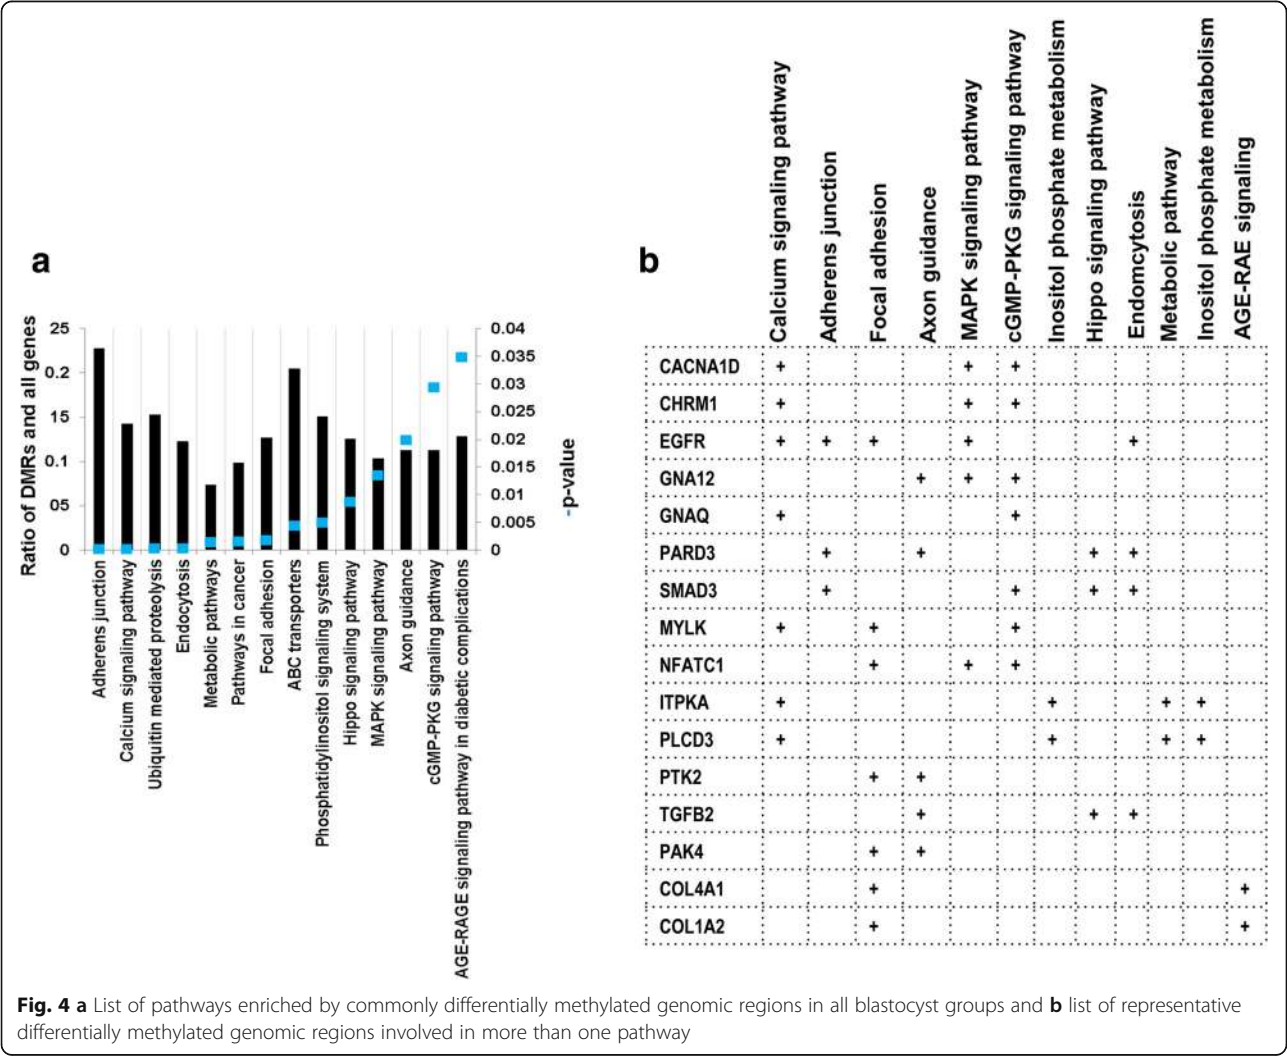 a
Ratio of DMRs and all genes
25
0.2
15
0.1
05
0
0.04
0.035
0.03
0.025
0.02
0.015
0.01
0.005
0
- p-value
Adherens junction
Calcium signaling pathway
Ubiquitin mediated proteolysis
Endocytosis
Metabolic pathways
Pathways in cancer
Focal adhesion
ABC transporters
Phosphatidylinositol signaling system
Hippo signaling pathway
MAPK signaling pathway
Axon guidance
cGMP-PKG signaling pathway
AGE-RAGE signaling pathway in diabetic complications
b
Calcium signaling pathway
Adherens junction
Focal adhesion
Axon guidance
MAPK signaling pathway
cGMP-PKG signaling pathway
Inositol phosphate metabolism
Hippo signaling pathway
Endomcytosis
Metabolic pathway
Inositol phosphate metabolism
AGE-RAE signaling
CACNA1D + + +
CHRM1 + + +
EGFR + + + + +
GNA12 + + +
GNAQ + +
PARD3 + + + +
SMAD3 + + + +
MYLK + + +
NFATC1 + + +
ITPKA + + + +
PLCD3 + + + +
PTK2 + +
TGFB2 + + +
PAK4 + +
COL4A1 + +
COL1A2 + +
Fig. 4 a List of pathways enriched by commonly differentially methylated genomic regions in all blastocyst groups and b list of representative
differentially methylated genomic regions involved in more than one pathway